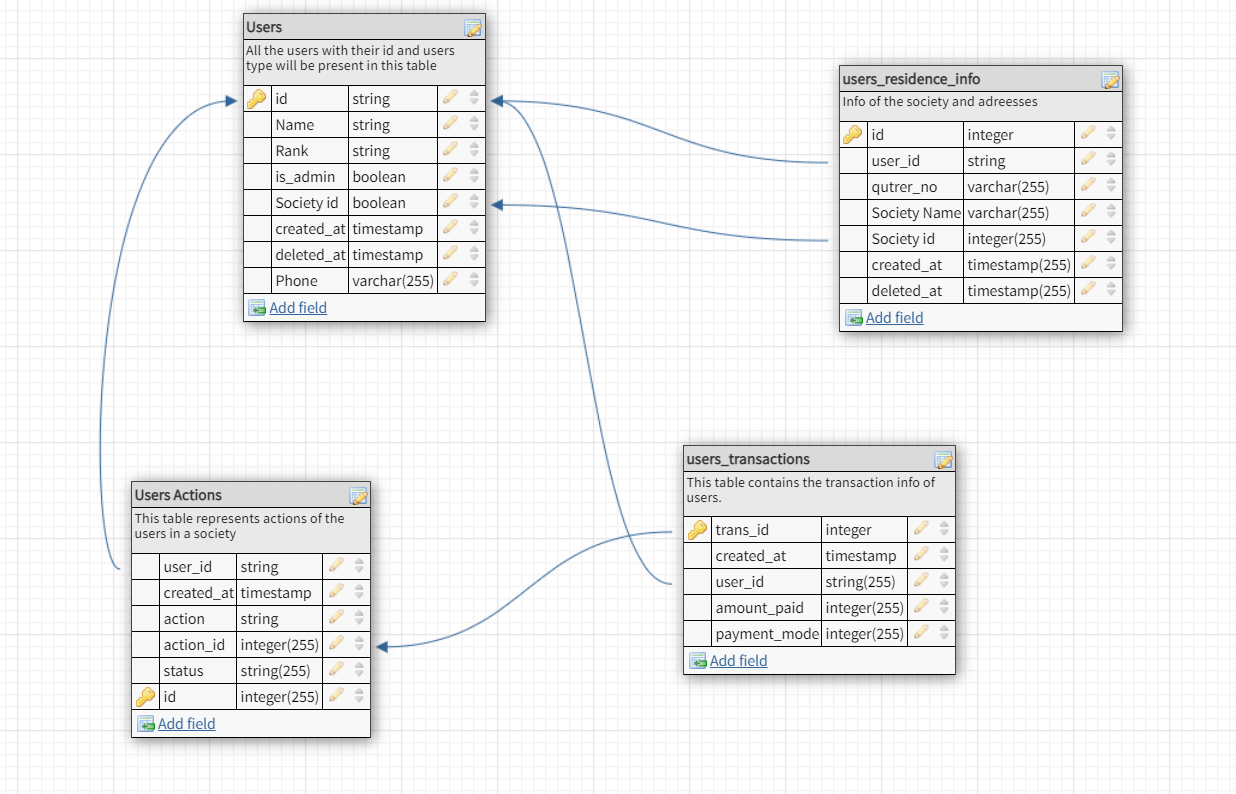 Users
All the users with their id and users
type will be present in this table
id string
Name string
Rank string
is_admin boolean
Society id boolean
created_at timestamp
deleted_at timestamp
Phone varchar(255)
Add field
users_residence_info
Info of the society and adreesses
id integer
user_id string
qutrer_no varchar(255)
Society Name varchar(255)
Society id integer(255)
created_at timestamp(255)
deleted_at timestamp(255)
Add field
Users Actions
This table represents actions of the
users in a society
user_id string
created_at timestamp
action string
action_id integer(255)
status string(255)
id integer(255)
Add field
users_transactions
This table contains the transaction info of
users.
trans_id integer
created_at timestamp
user_id string(255)
amount_paid integer(255)
payment_mode integer(255)
Add field